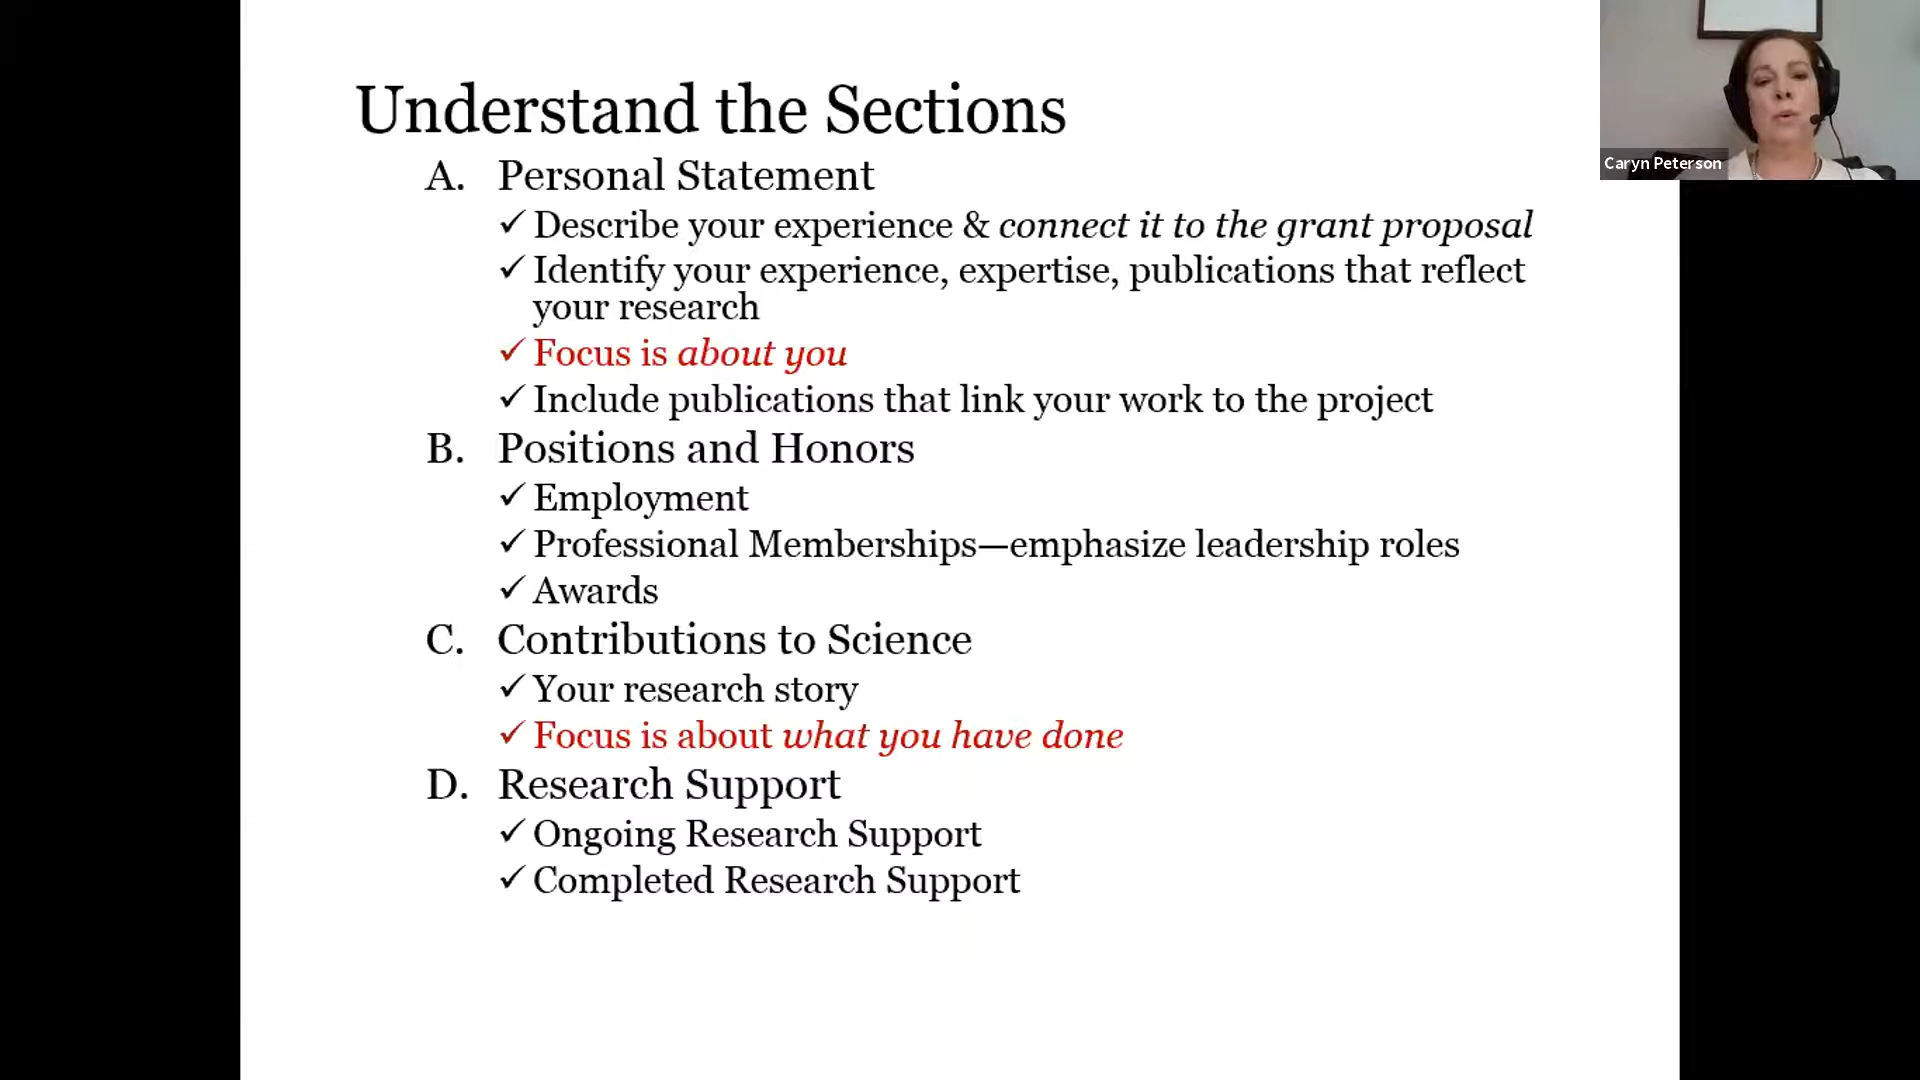 Understand the Sections
A. Personal Statement
✓ Describe your experience & connect it to the grant proposal
✓ Identify your experience, expertise, publications that reflect
your research
✓ Focus is about you
✓ Include publications that link your work to the project
B. Positions and Honors
✓ Employment
✓ Professional Memberships—emphasize leadership roles
✓ Awards
C. Contributions to Science
✓ Your research story
✓ Focus is about what you have done
D. Research Support
✓ Ongoing Research Support
✓ Completed Research Support
Caryn Peterson